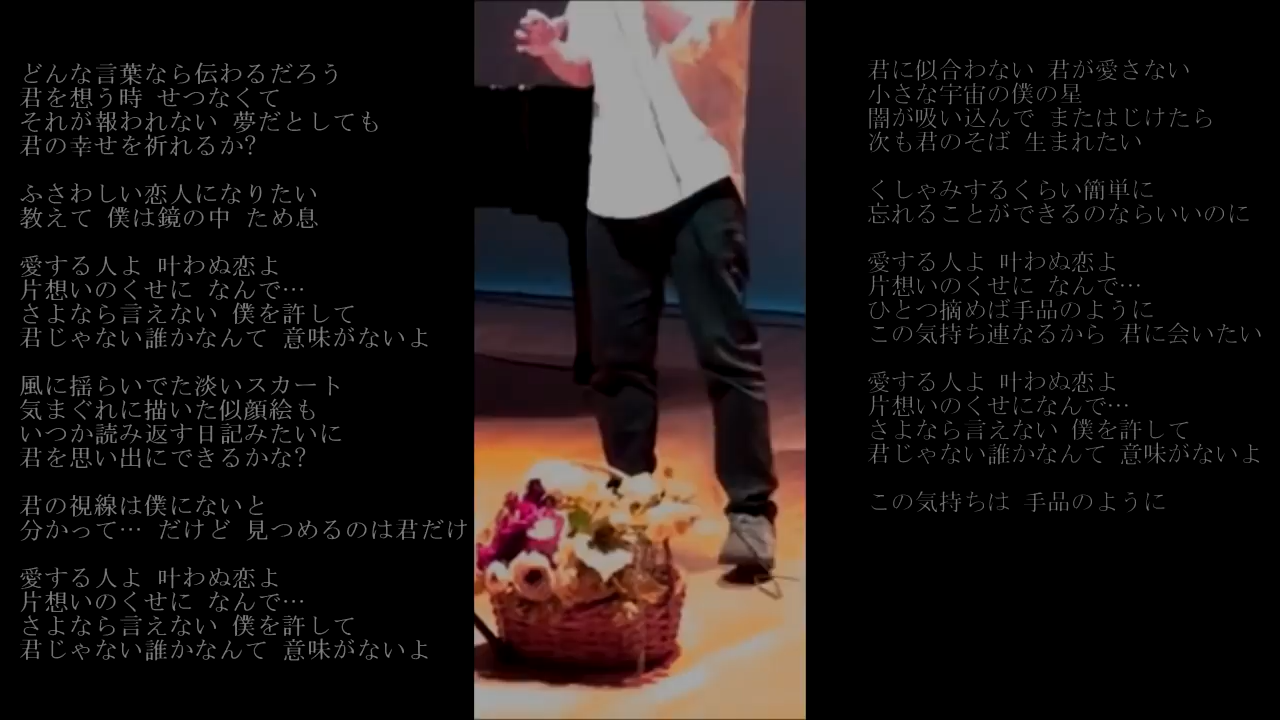 どんな言葉なら伝わるだろう
君を想う時 せつなくて
それが報われない 夢だとしても
君の幸せを祈れるか?
ふさわしい恋人になりたい
教えて 僕は鏡の中 ため息
愛する人よ 叶わぬ恋よ
片想いのくせに なんで…
さよなら言えない 僕を許して
君じゃない誰かなんて 意味がないよ
風に揺らいでた淡いスカート
気まぐれに描いた似顔絵も
いつか読み返す日記みたいに
君を思い出にできるかな?
君の視線は僕にないと
分かって… だけど 見つめるのは君だけ
愛する人よ 叶わぬ恋よ
片想いのくせに なんで…
さよなら言えない 僕を許して
君じゃない誰かなんて 意味がないよ
君に似合わない 君が愛さない
小さな宇宙の僕の星
闇が吸い込んで またはじけたら
次も君のそば 生まれたい
くしゃみするくらい簡単に
忘れることができるのならいいのに
愛する人よ 叶わぬ恋よ
片想いのくせに なんで…
ひとつ摘めば手品のように
この気持ち連なるから 君に会いたい
愛する人よ 叶わぬ恋よ
片想いのくせになんで…
さよなら言えない 僕を許して
君じゃない誰かなんて 意味がないよ
この気持ちは 手品のように